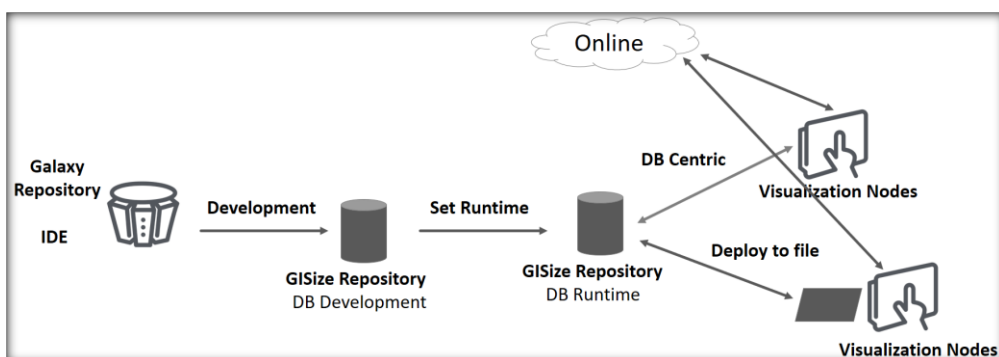 Online
Galaxy
Repository
IDE
Development
GISize Repository
DB Development
Set Runtime
GISize Repository
DB Runtime
DB Centric
Visualization Nodes
Deploy to file
Visualization Nodes